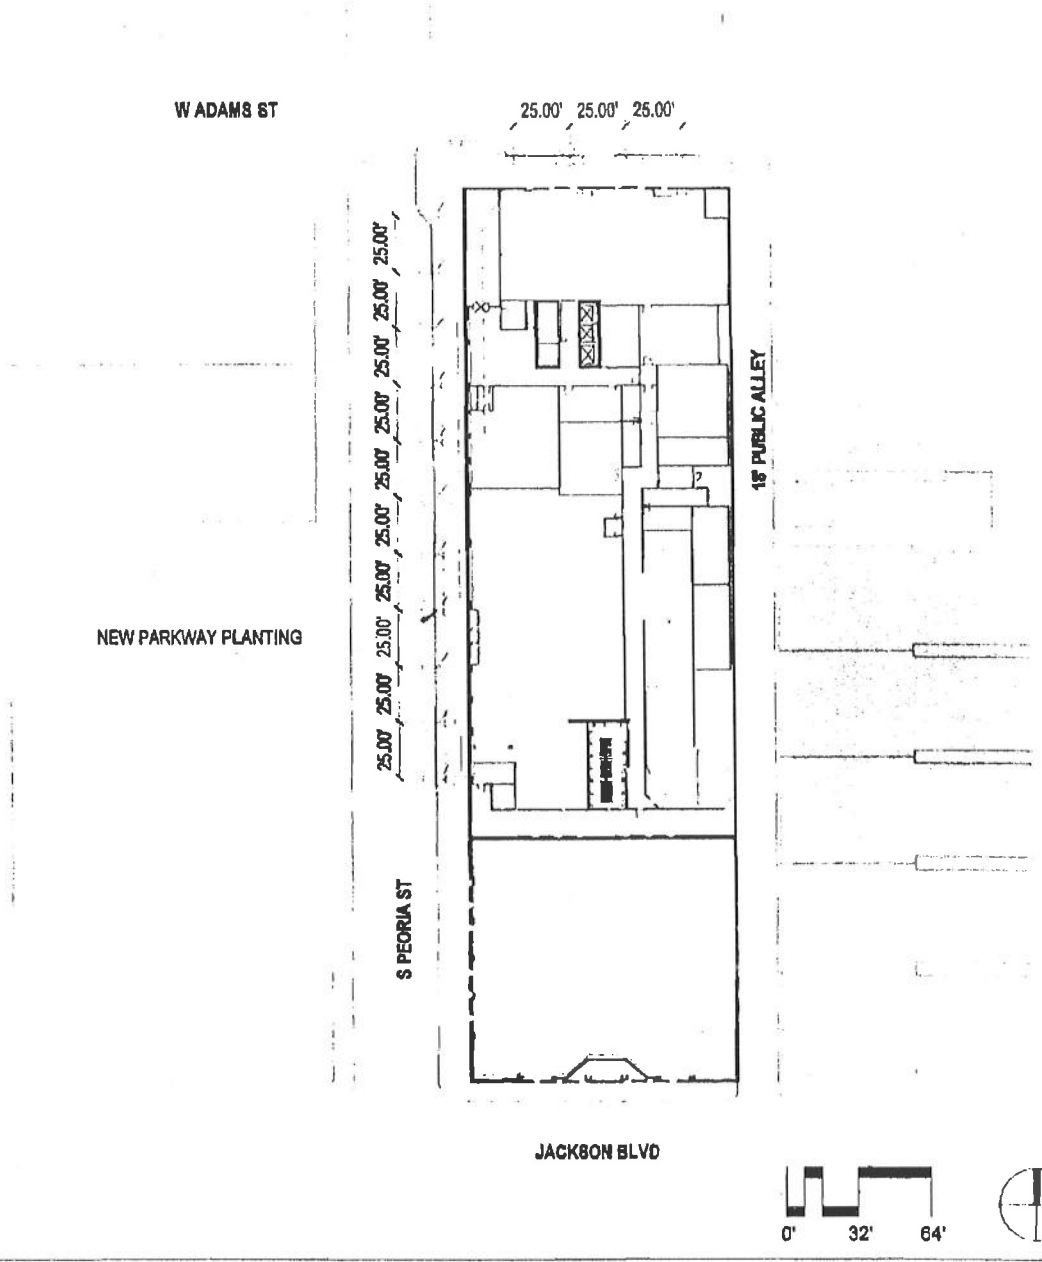 W ADAMS ST
25.00' 25.00' 25.00'
25.00'
25.00'
25.00'
25.00'
25.00'
25.00'
25.00'
25.00'
25.00'
25.00'
18' PUBLIC ALLEY
NEW PARKWAY PLANTING
S PEORIA ST
JACKSON BLVD
0' 32' 64'